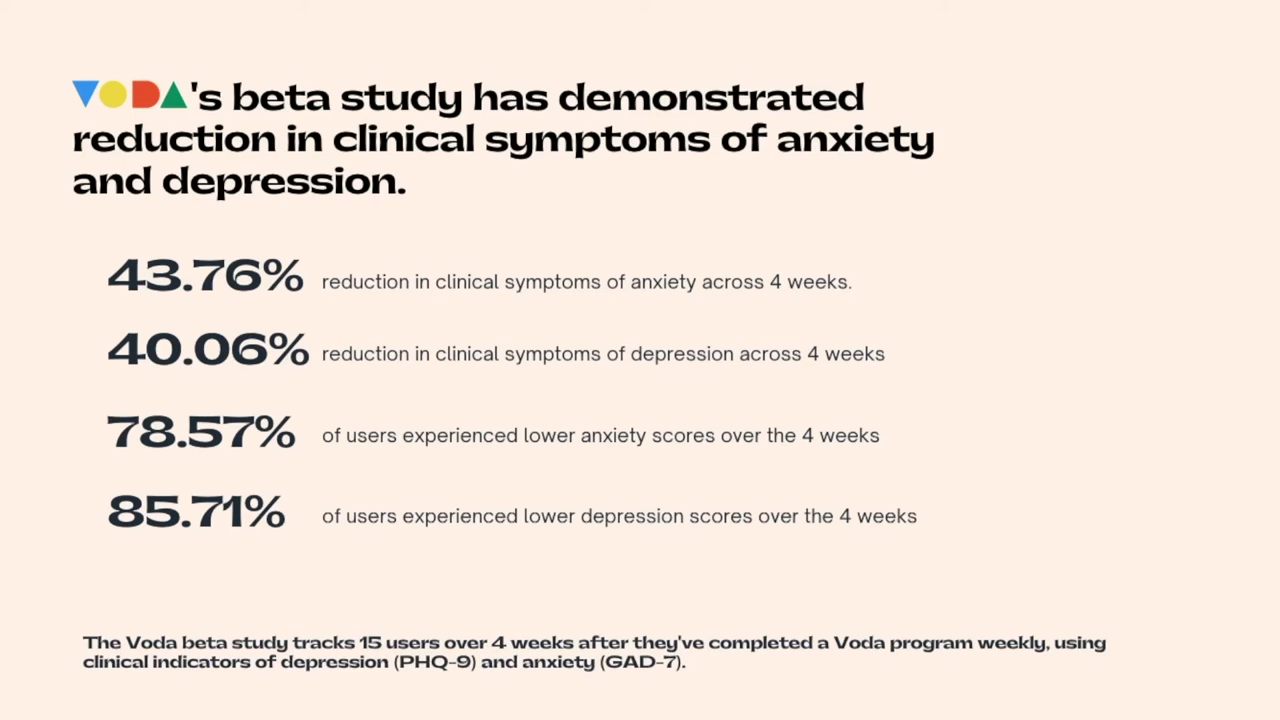 VODA's beta study has demonstrated
reduction in clinical symptoms of anxiety
and depression.
43.76% reduction in clinical symptoms of anxiety across 4 weeks.
40.06% reduction in clinical symptoms of depression across 4 weeks
78.57% of users experienced lower anxiety scores over the 4 weeks
85.71% of users experienced lower depression scores over the 4 weeks
The Voda beta study tracks 15 users over 4 weeks after they've completed a Voda program weekly, using
clinical indicators of depression (PHQ-9) and anxiety (GAD-7).